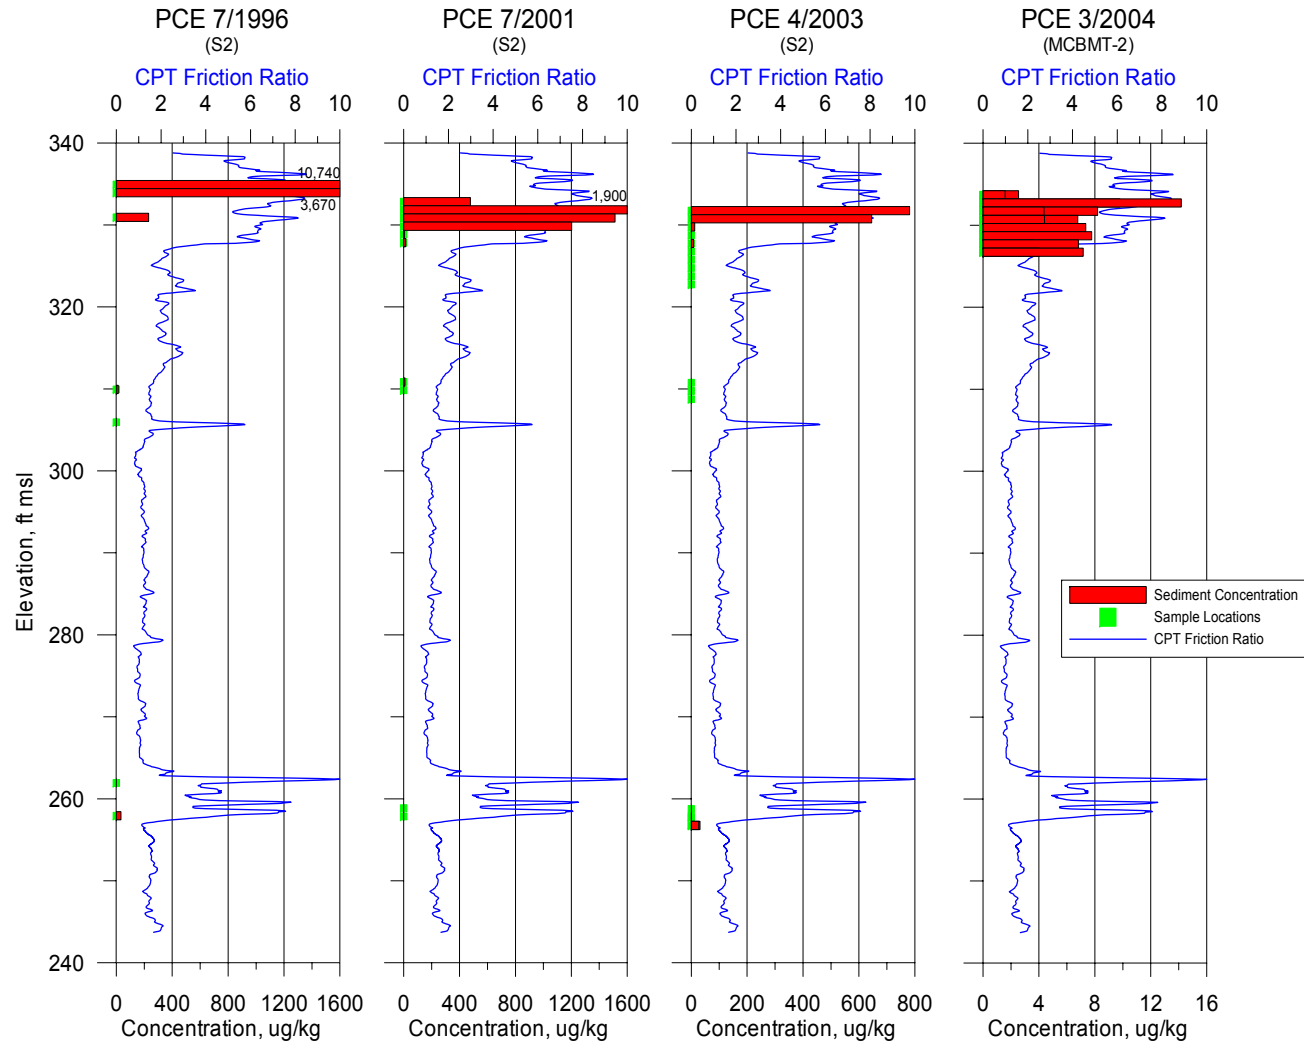 PCE 7/1996
(S2)
CPT Friction Ratio
0 2 4 6 8 10
PCE 7/2001
(S2)
CPT Friction Ratio
0 2 4 6 8 10
PCE 4/2003
(S2)
CPT Friction Ratio
0 2 4 6 8 10
PCE 3/2004
(MCBMT-2)
CPT Friction Ratio
0 2 4 6 8 10
Elevation, ft msl
340
320
300
280
260
240
10,740
3,670
1,900
Sediment Concentration
Sample Locations
CPT Friction Ratio
0 400 800 1200 1600
Concentration, ug/kg
0 400 800 1200 1600
Concentration, ug/kg
0 200 400 600 800
Concentration, ug/kg
0 4 8 12 16
Concentration, ug/kg